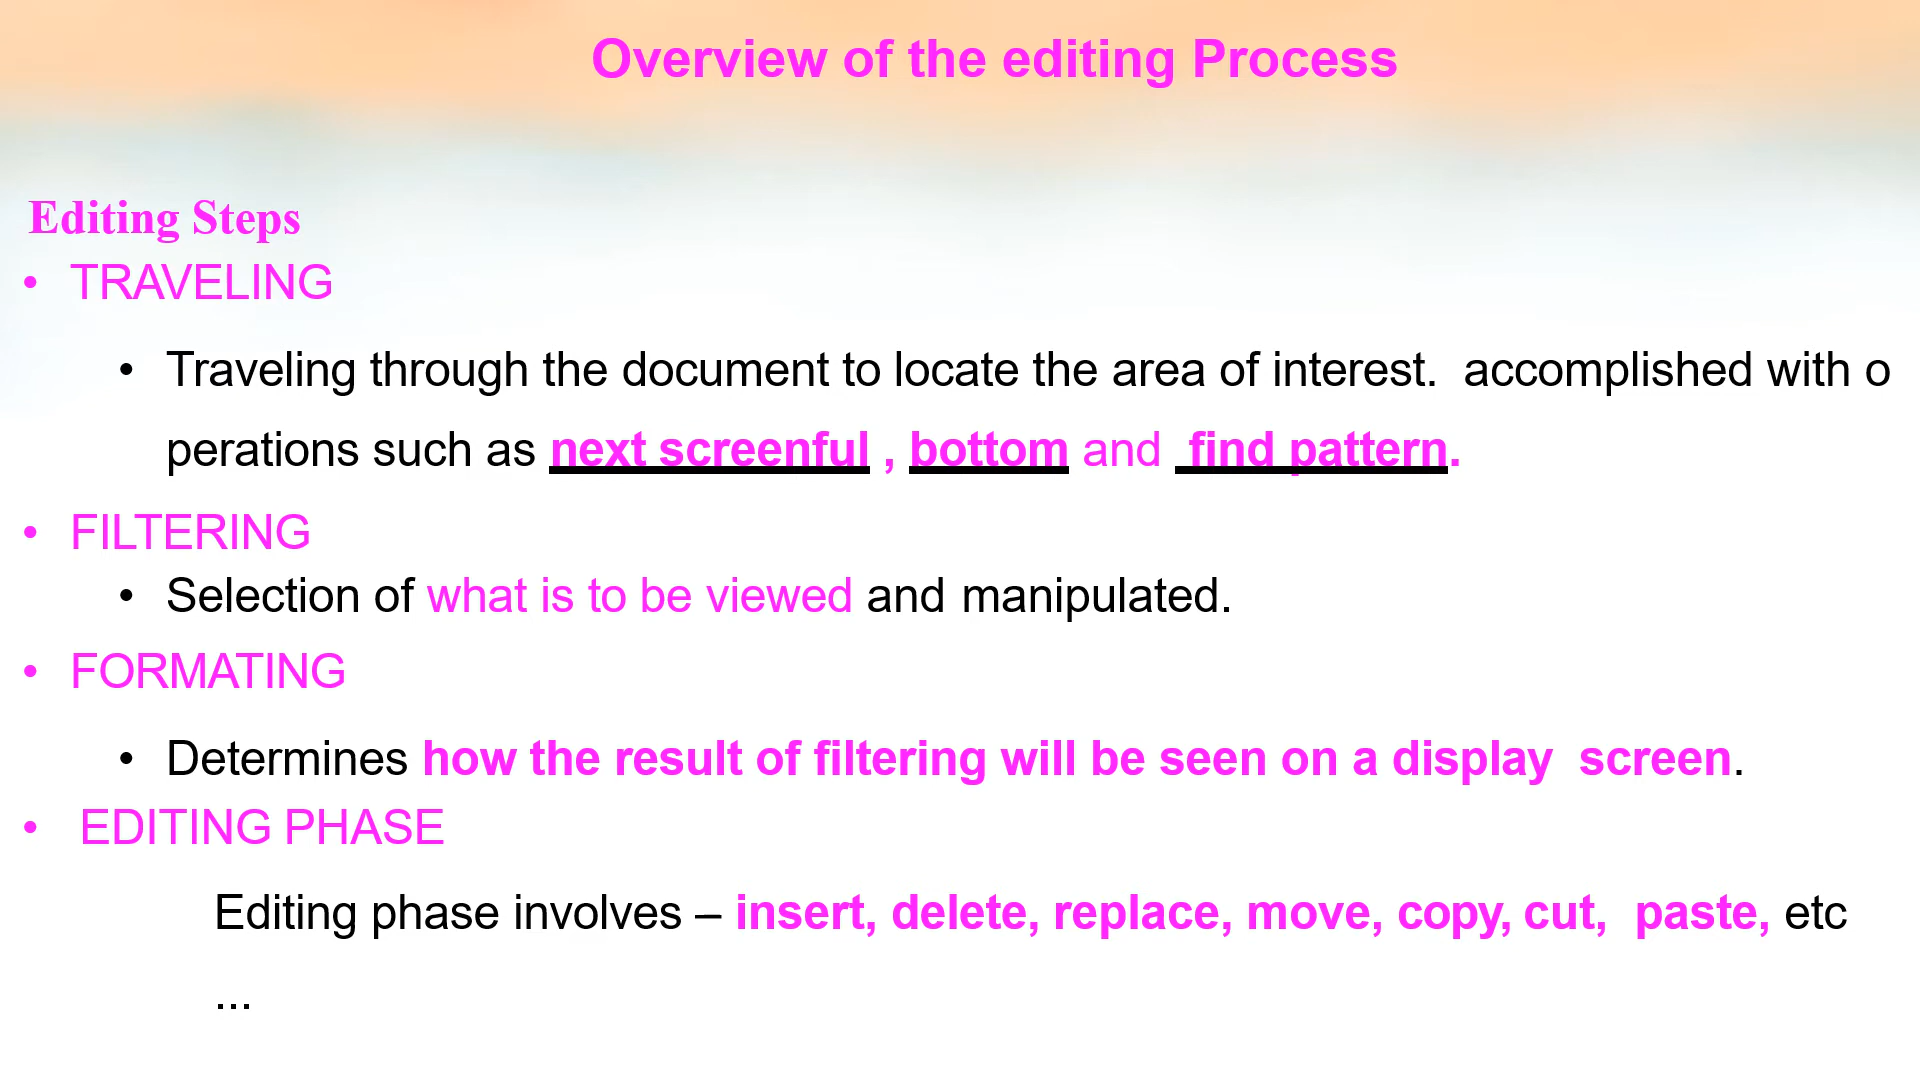 Overview of the editing Process
Editing Steps
• TRAVELING
• Traveling through the document to locate the area of interest.  accomplished with o
perations such as next screenful , bottom and  find pattern.
• FILTERING
• Selection of what is to be viewed and manipulated.
• FORMATING
• Determines how the result of filtering will be seen on a display  screen.
• EDITING PHASE
Editing phase involves – insert, delete, replace, move, copy, cut,  paste, etc
...